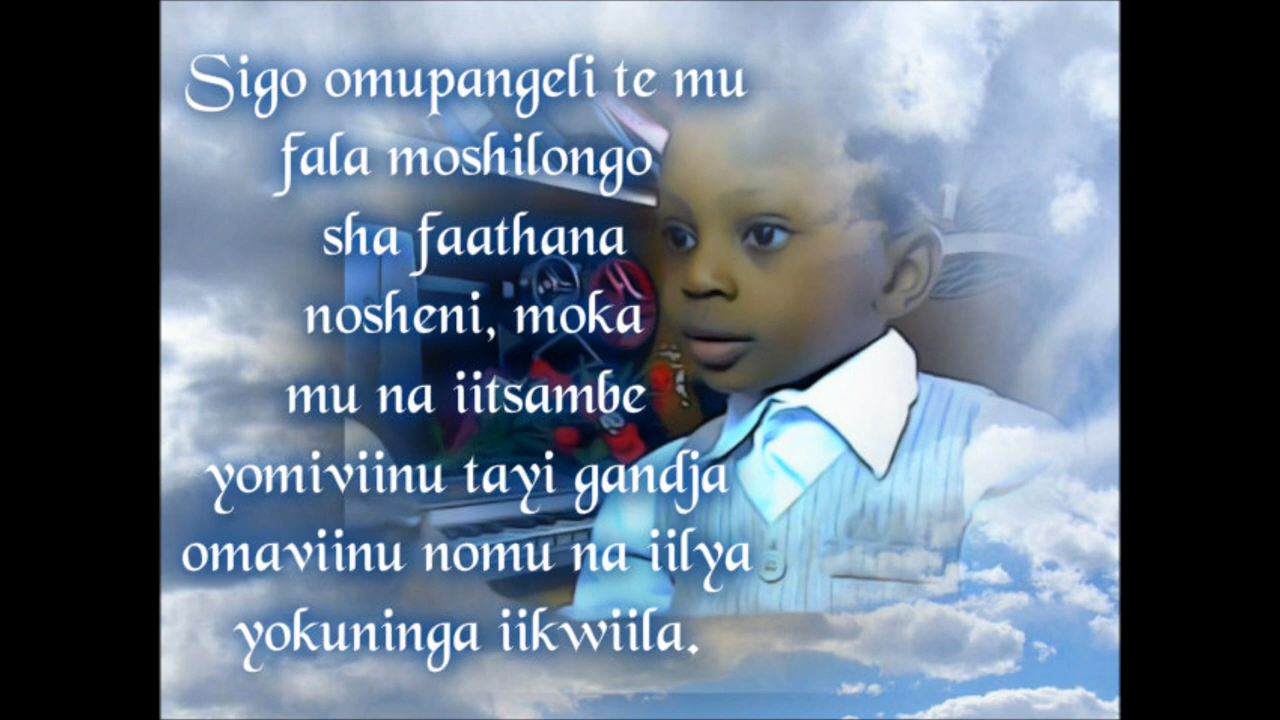 Sigo omupangeli te mu
fala moshilongo
sha faathana
nosheni, moka
mu na iitsambe
yomiviinu tayi gandja
omaviinu nomu na iilya
yokuninga iikwiila.